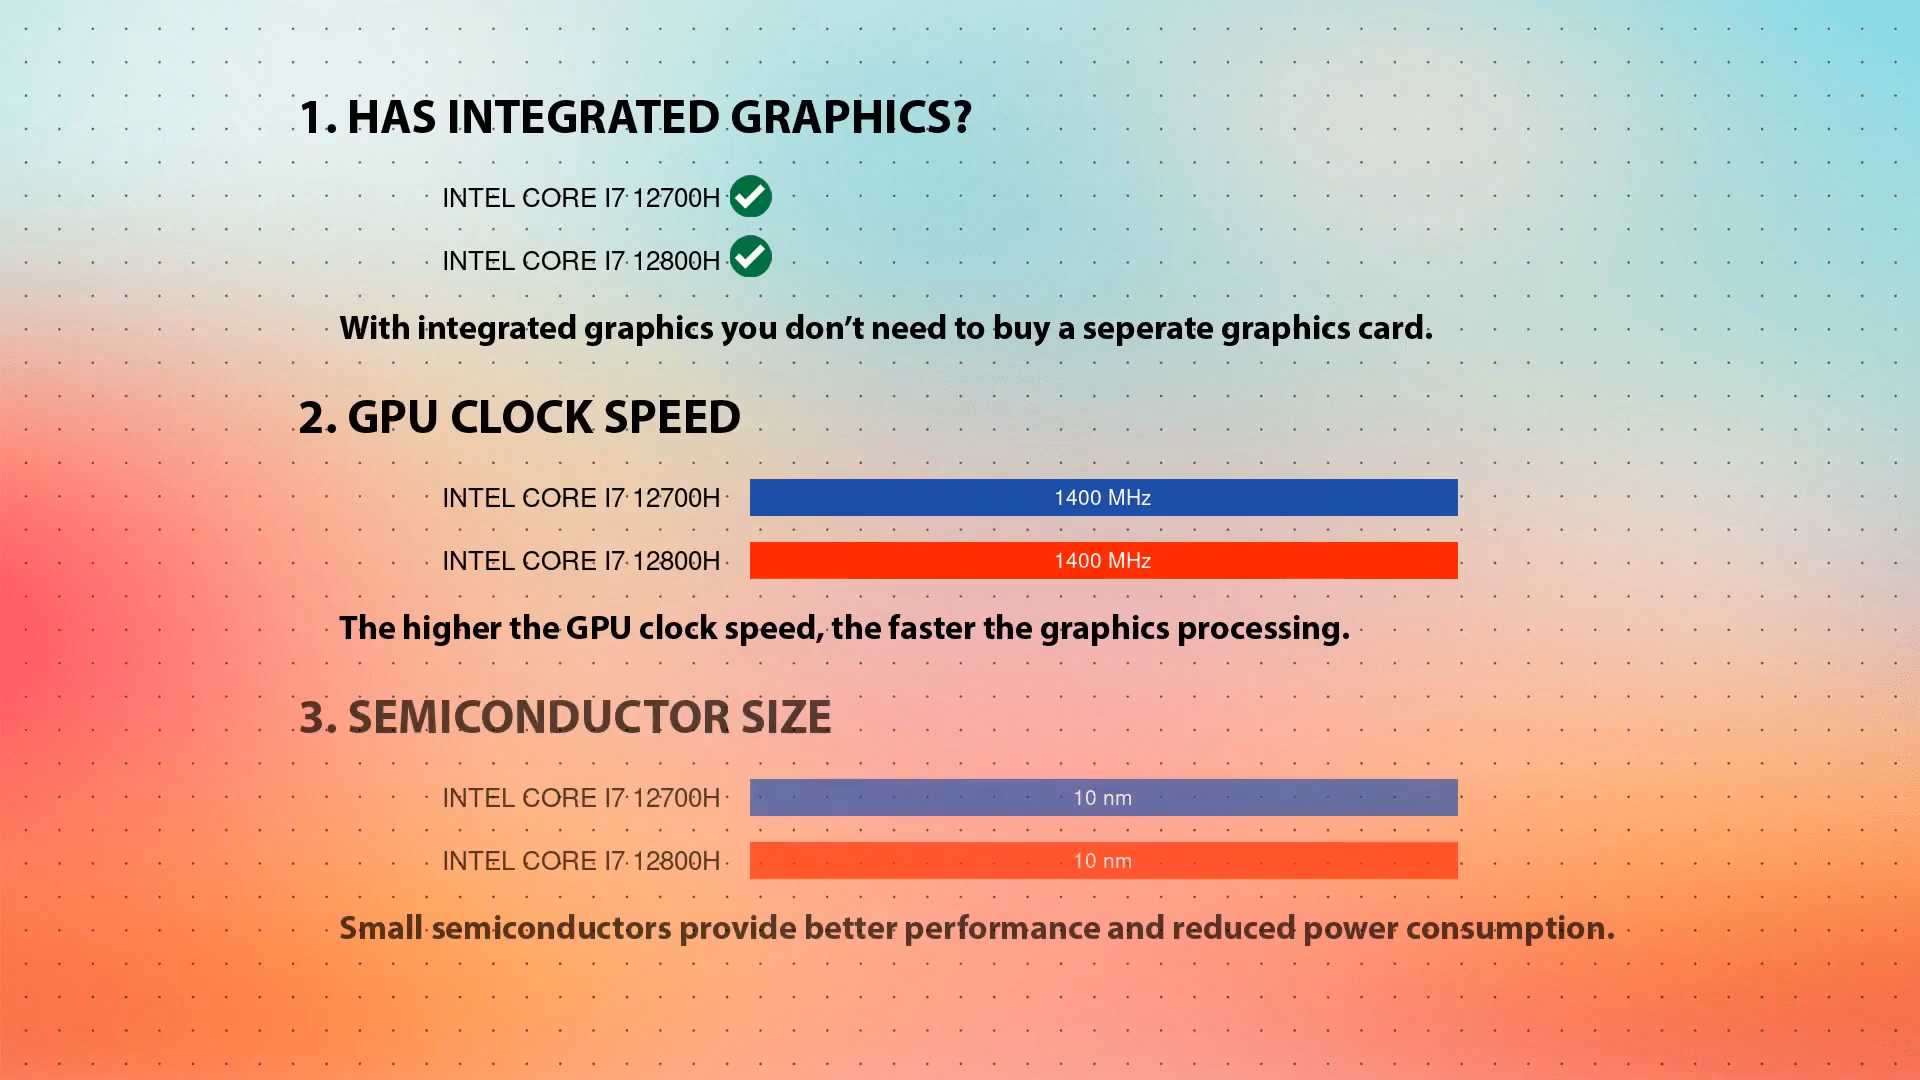 1. HAS INTEGRATED GRAPHICS?
INTEL CORE I7 12700H
INTEL CORE I7 12800H
With integrated graphics you don’t need to buy a seperate graphics card.
2. GPU CLOCK SPEED
INTEL CORE I7 12700H 1400 MHz
INTEL CORE I7 12800H 1400 MHz
The higher the GPU clock speed, the faster the graphics processing.
3. SEMICONDUCTOR SIZE
INTEL CORE I7 12700H 10 nm
INTEL CORE I7 12800H 10 nm
Small semiconductors provide better performance and reduced power consumption.